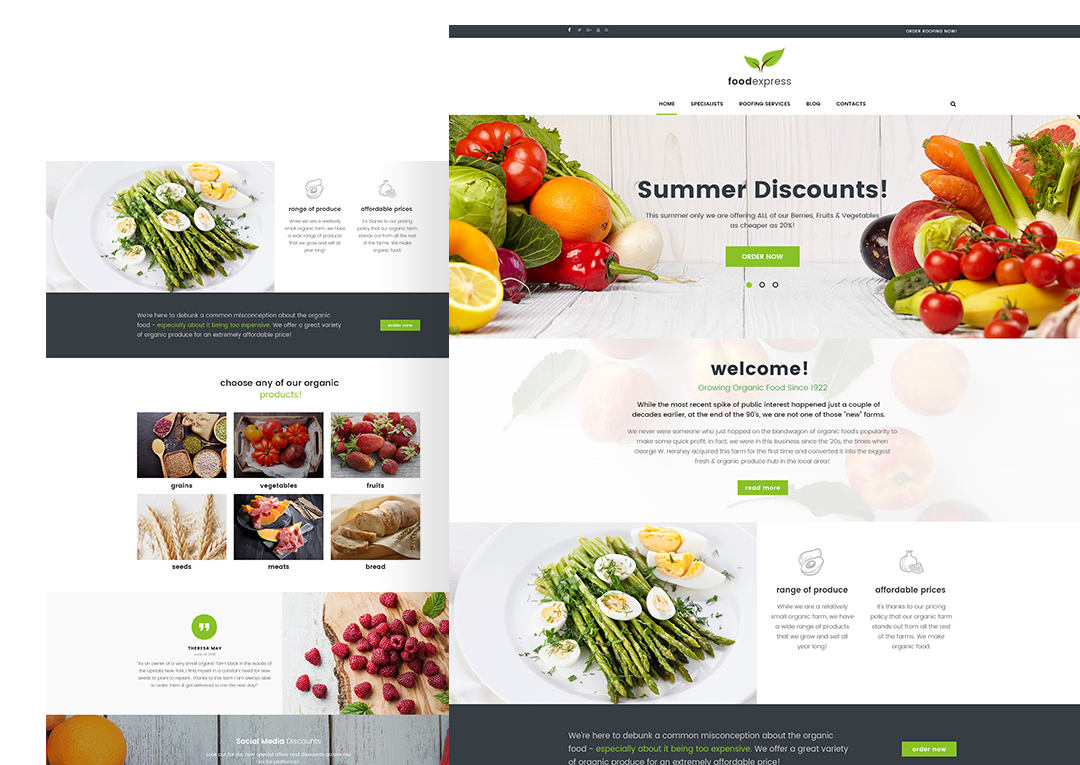 range of produce
While we are a relatively
small organic farm, we have
a wide range of products
that we grow and sell all
year long!
affordable prices
It's thanks to our pricing
policy that our organic farm
stands out from all the rest
of the farms. We make
organic food.
We're here to debunk a common misconception about the organic
food - especially about it being too expensive. We offer a great variety
of organic produce for an extremely affordable price!
order now
choose any of our organic
products!
grains
vegetables
fruits
seeds
meats
bread
THERESA MAY
June 14, 2016
"As an owner of a very small organic farm back in the woods of
the Upstate New York, I find myself in a constant need for new
seeds to plant to replant. Thanks to this farm I am always able
to order them & get delivered to me the next day!"
Social Media Discounts
Look out for our new special offers and discounts across our
ORDER ROOFING NOW!
foodexpress
HOME
SPECIALISTS
ROOFING SERVICES
BLOG
CONTACTS
Summer Discounts!
This summer only we are offering ALL of our Berries, Fruits & Vegetables
as cheaper as 20%!
ORDER NOW
welcome!
Growing Organic Food Since 1922
While the most recent spike of public interest happened just a couple of
decades earlier, at the end of the 90's, we are not one of those "new" farms.
We never were someone who just hopped on the bandwagon of organic food's popularity to
make some quick profit. In fact, we were in this business since the '20s, the times when
George W. Hershey acquired this farm for the first time and converted it into the biggest
fresh & organic produce hub in the local area!
read more
range of produce
While we are a relatively
small organic farm, we have
a wide range of products
that we grow and sell all
year long!
affordable prices
It's thanks to our pricing
policy that our organic farm
stands out from all the rest
of the farms. We make
organic food.
We're here to debunk a common misconception about the organic
food - especially about it being too expensive. We offer a great variety
of organic produce for an extremely affordable price!
order now